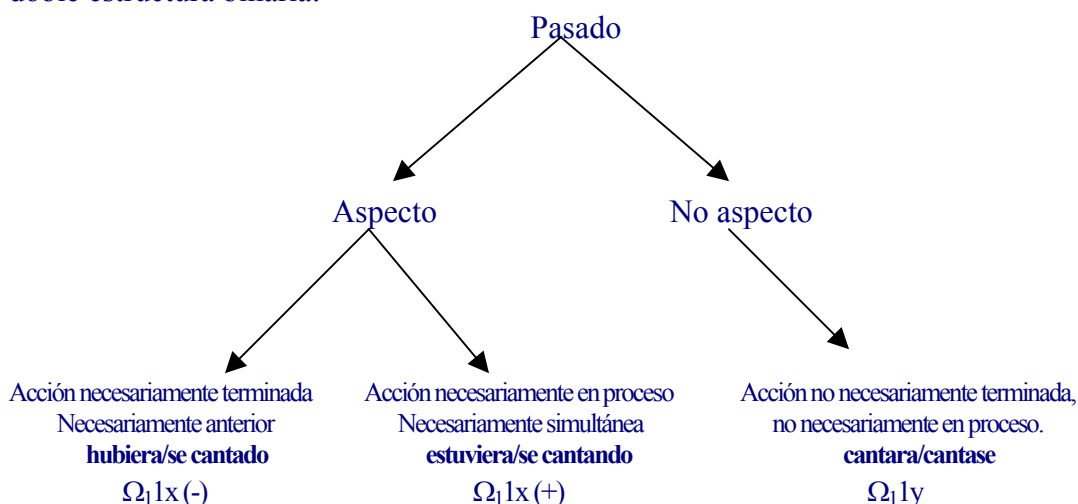 doble estructura binaria:
Pasado
Aspecto No aspecto
Acción necesariamente terminada Acción necesariamente en proceso Acción no necesariamente terminada,
Necesariamente anterior Necesariamente simultánea no necesariamente en proceso.
hubiera/se cantado estuviera/se cantando cantara/cantase
Ω₁1x (-) Ω₁1x (+) Ω₁1y